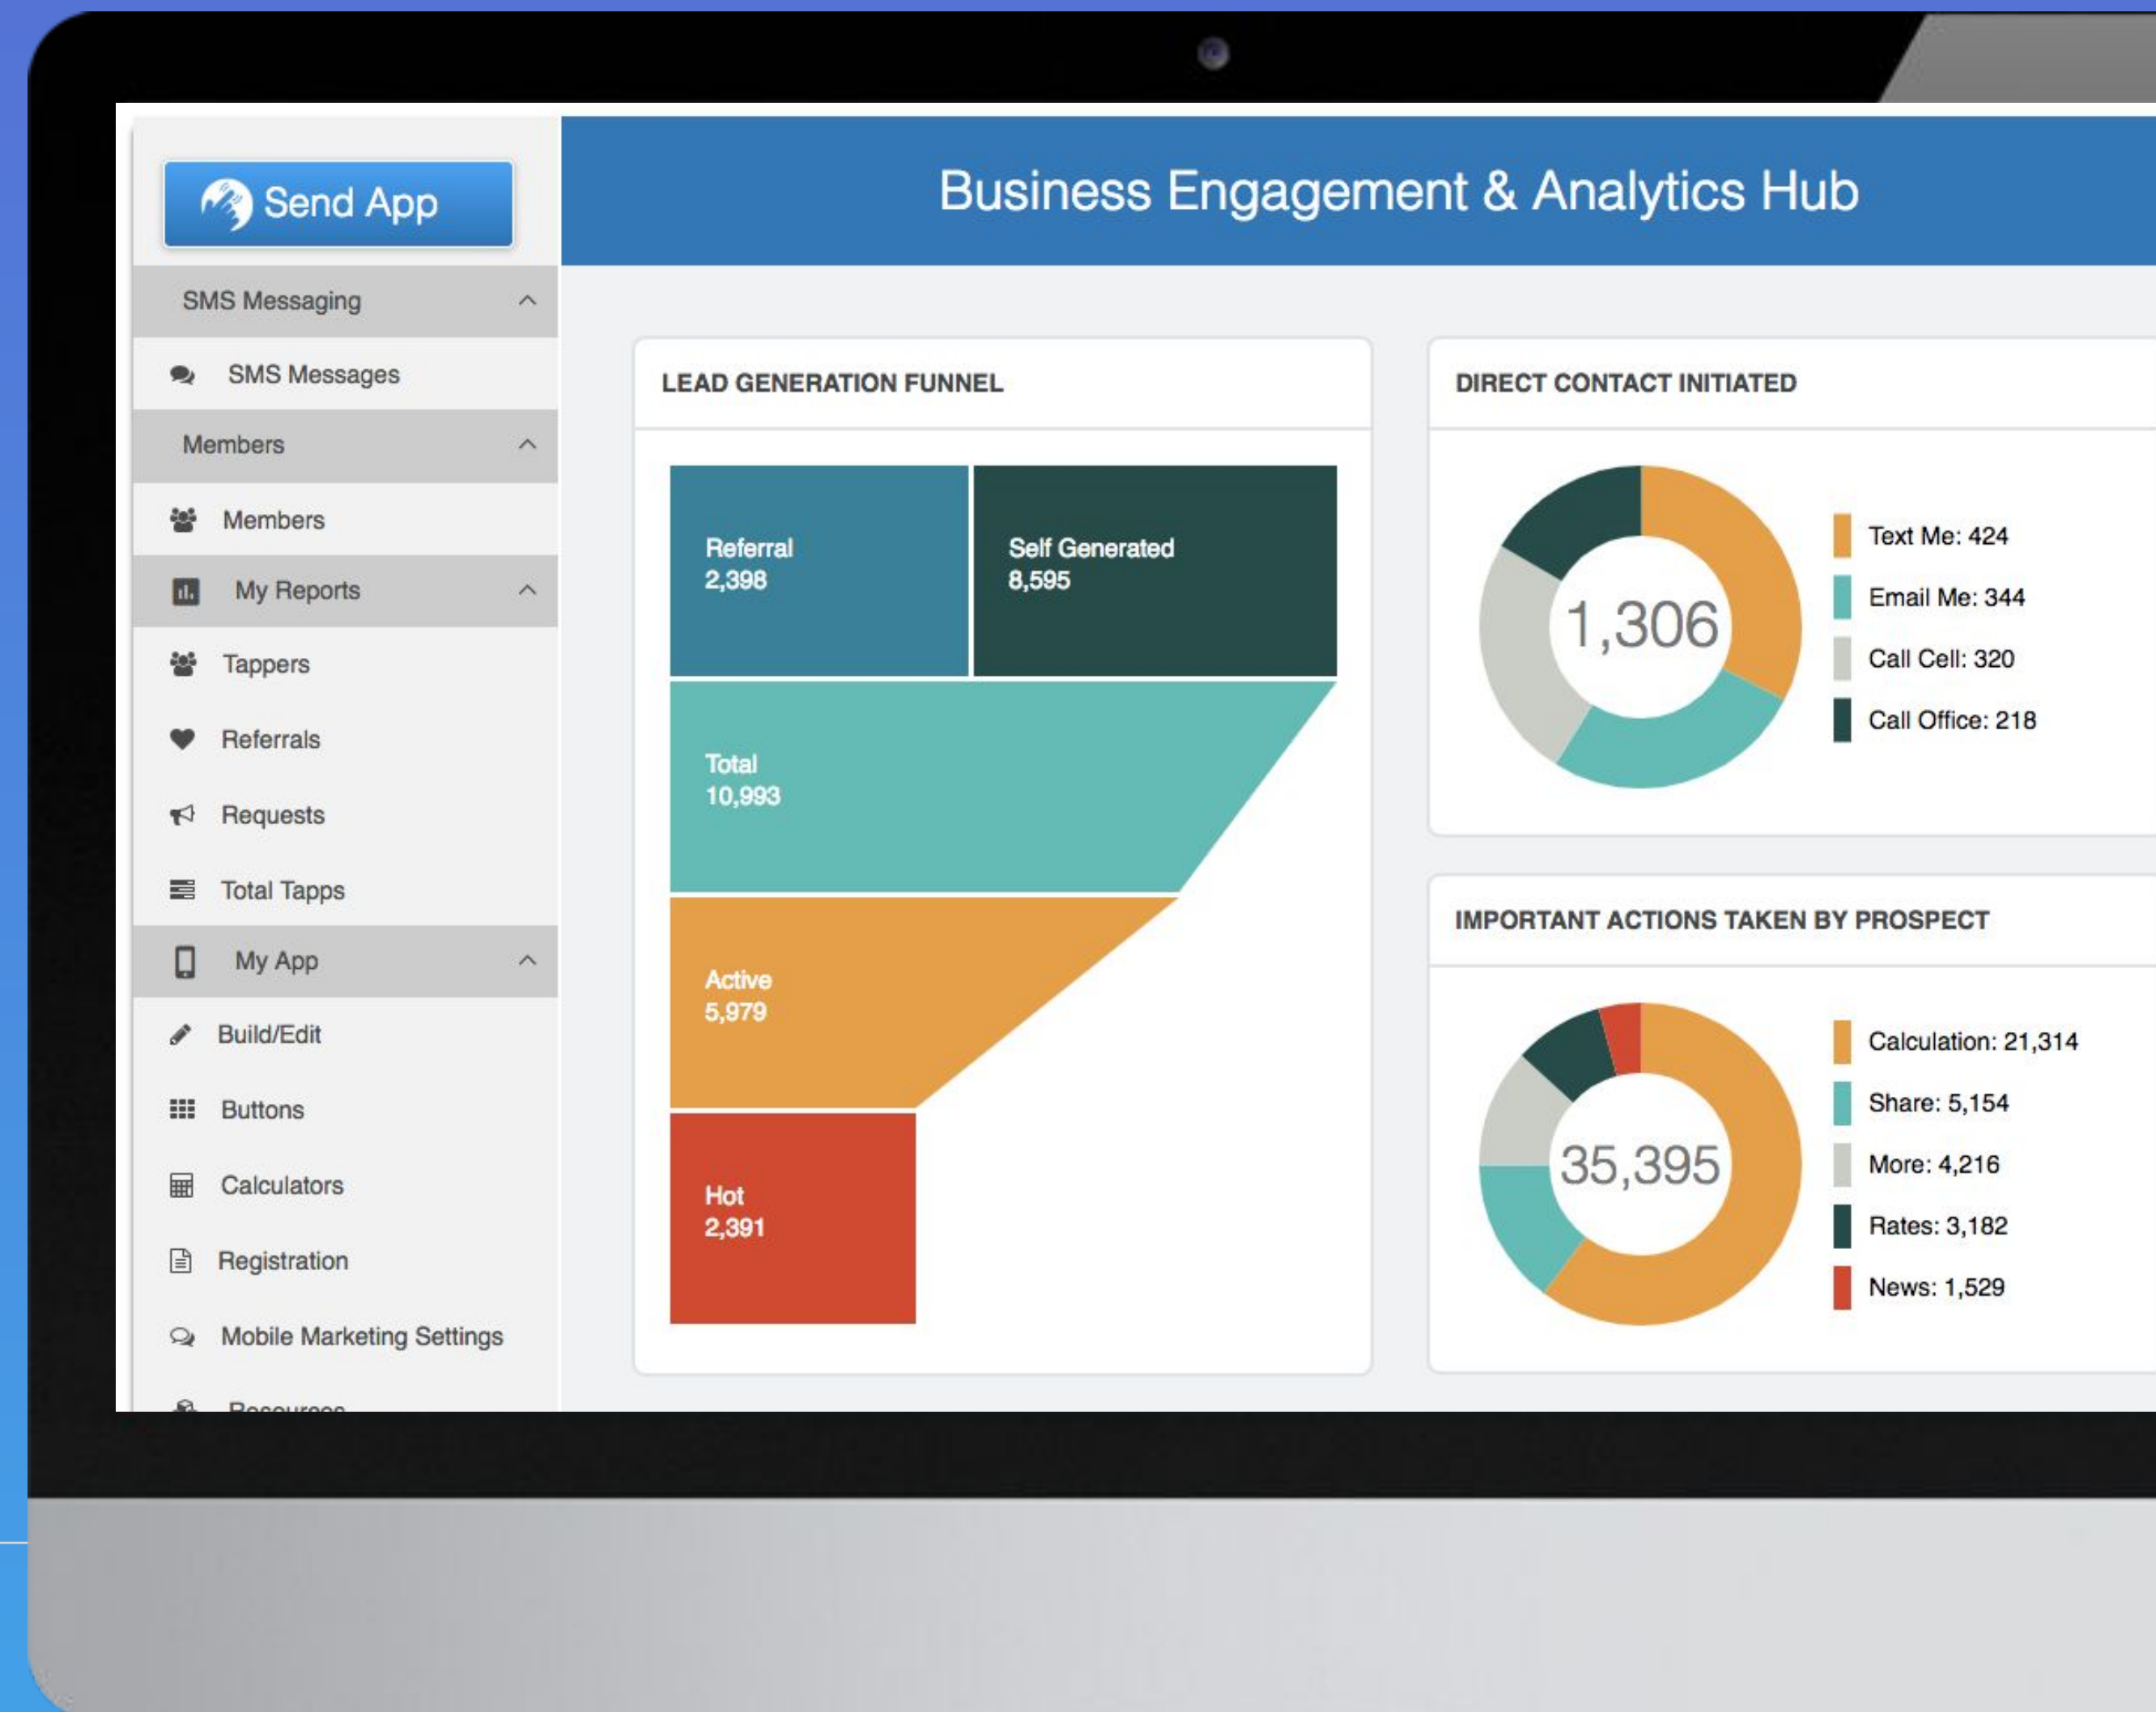 Send App
Business Engagement & Analytics Hub
SMS Messaging
SMS Messages
Members
Members
My Reports
Tappers
Referrals
Requests
Total Tapps
My App
Build/Edit
Buttons
Calculators
Registration
Mobile Marketing Settings
Resources
LEAD GENERATION FUNNEL
Referral
2,398
Self Generated
8,595
Total
10,993
Active
5,979
Hot
2,391
DIRECT CONTACT INITIATED
1,306
Text Me: 424
Email Me: 344
Call Cell: 320
Call Office: 218
IMPORTANT ACTIONS TAKEN BY PROSPECT
35,395
Calculation: 21,314
Share: 5,154
More: 4,216
Rates: 3,182
News: 1,529